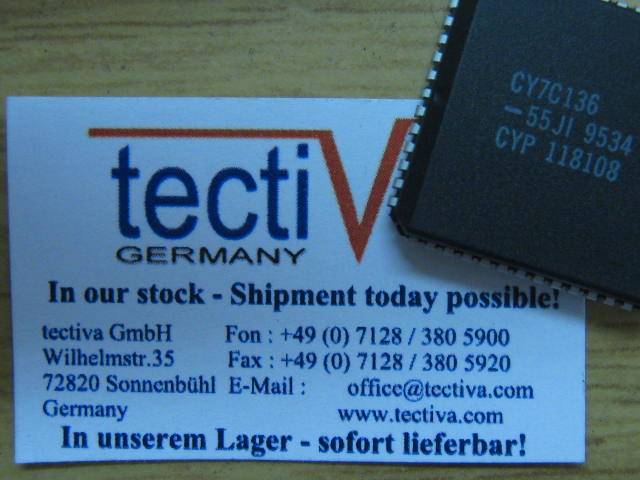 CY7C136
-55JI 9534
CYP 118108
tectiV
GERMANY
In our stock - Shipment today possible!
tectiva GmbH Fon : +49 (0) 7128 / 380 5900
Wilhelmstr.35 Fax : +49 (0) 7128 / 380 5920
72820 Sonnenbühl E-Mail : office@tectiva.com
Germany www.tectiva.com
In unserem Lager - sofort lieferbar!